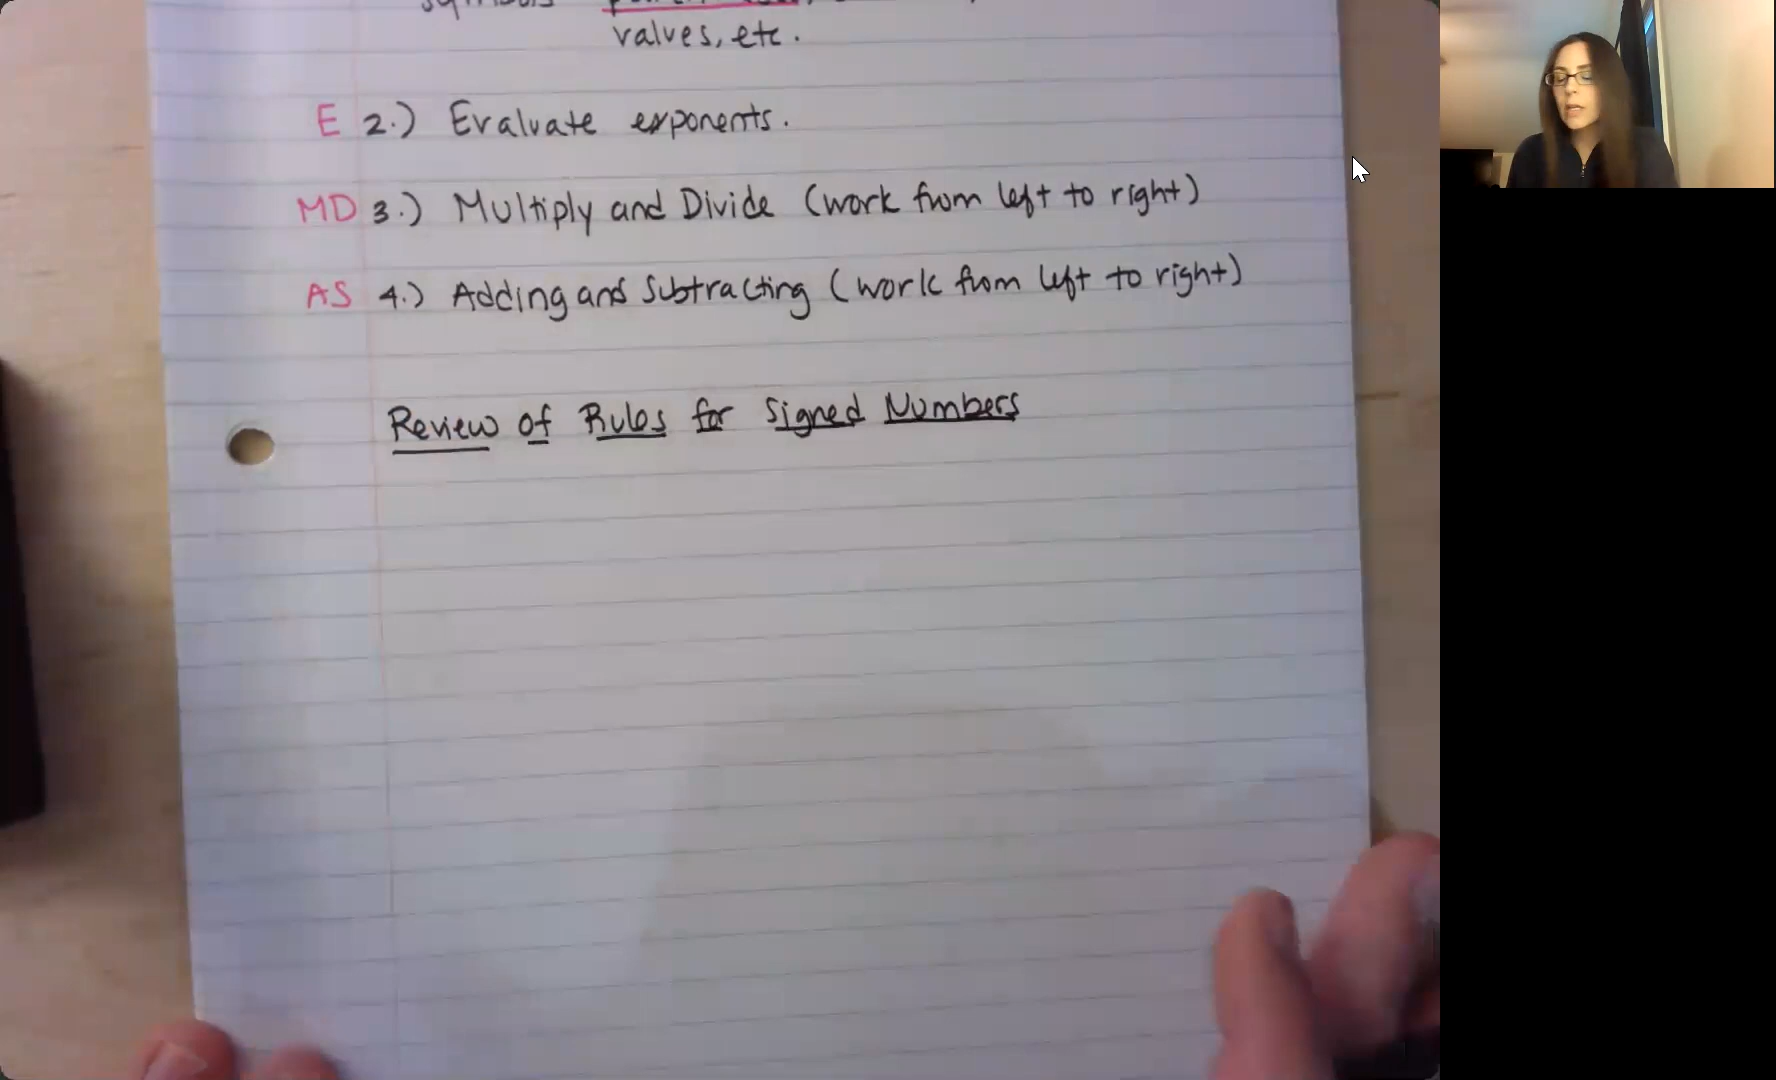 symbols
values, etc.
E 2.) Evaluate exponents.
MD 3.) Multiply and Divide (work from left to right)
AS 4.) Adding and Subtracting (work from left to right)
Review of Rules for Signed Numbers